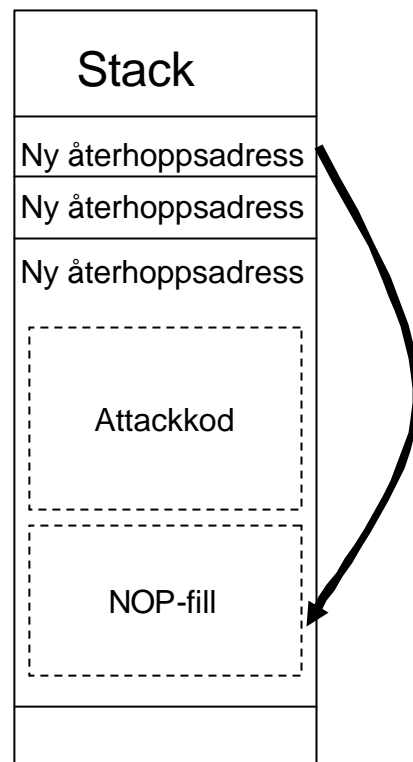 Stack
Ny återhoppsadress
Ny återhoppsadress
Ny återhoppsadress
Attackkod
NOP-fill